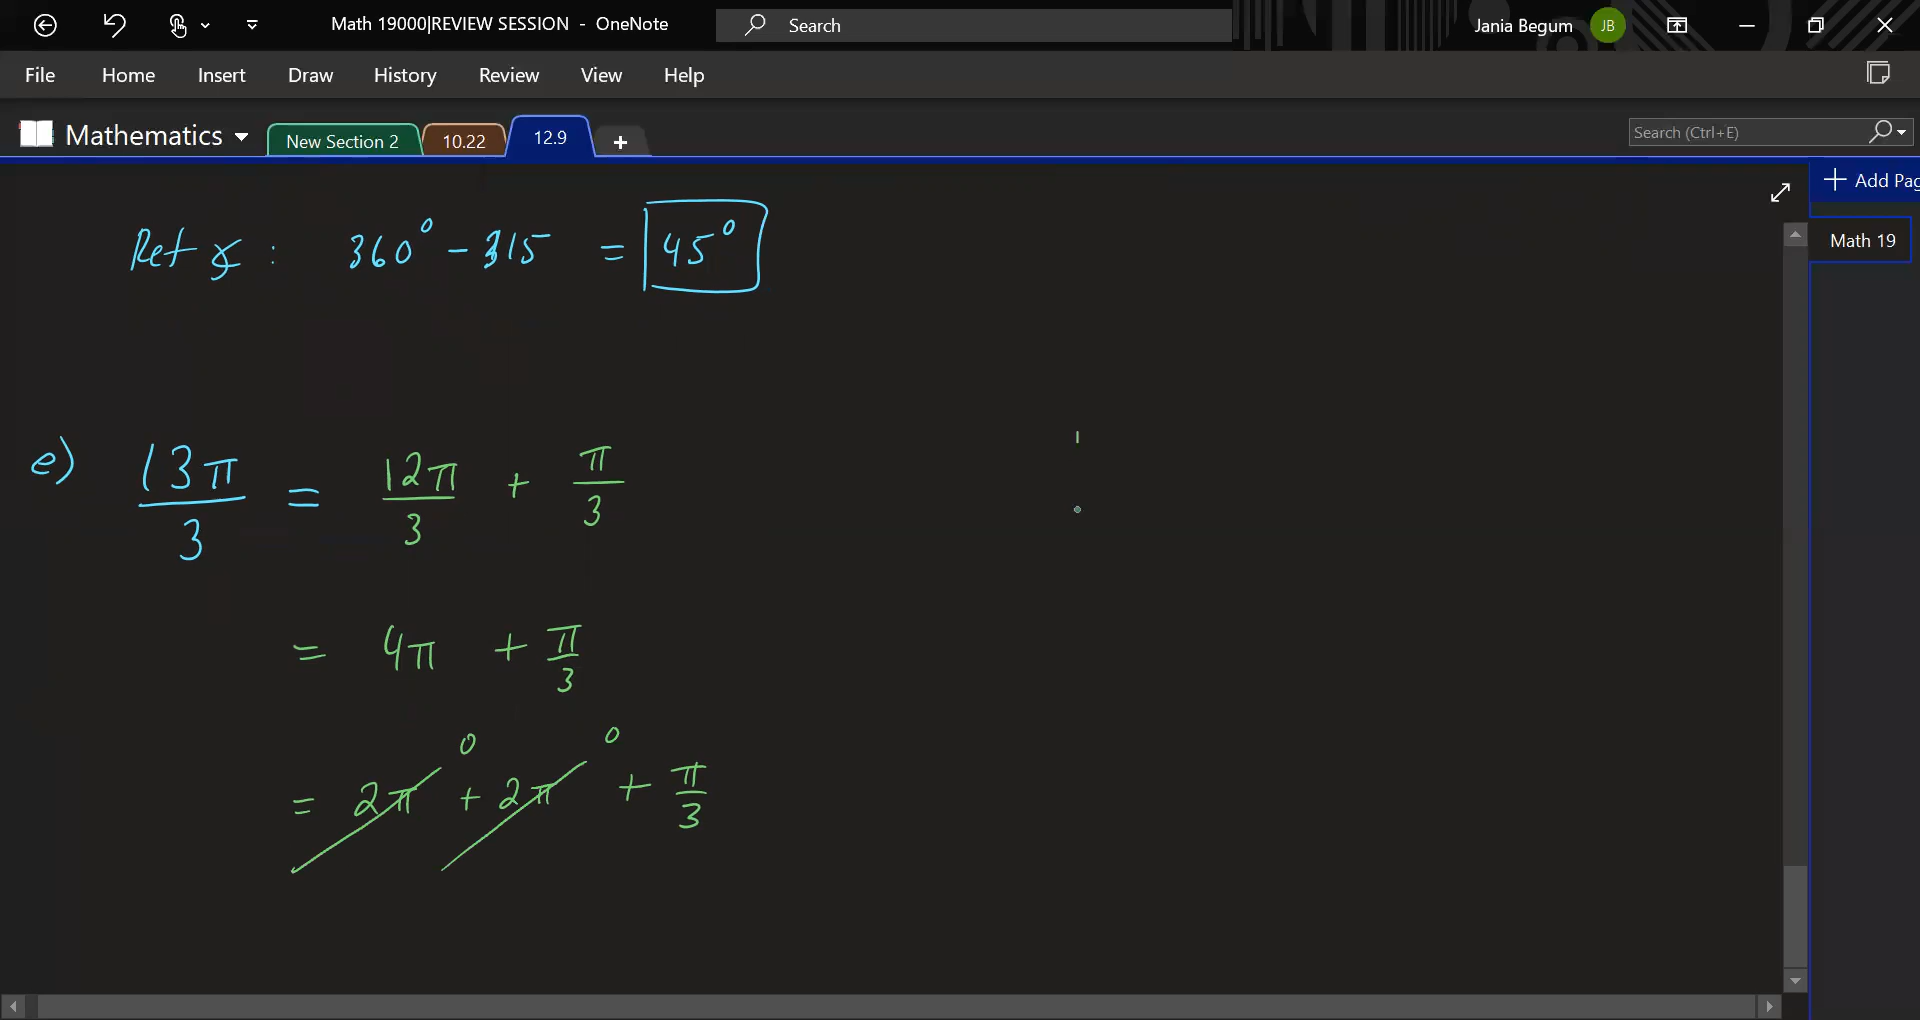 Math 19000|REVIEW SESSION - OneNote
Search
Jania Begum
JB
File Home Insert Draw History Review View Help
Mathematics
New Section 2
10.22
12.9
+
Search (Ctrl+E)
+ Add Pag
Math 19
Ref ∡ : 360° - 315 = 45°
e) 13π/3 = 12π/3 + π/3
= 4π + π/3
= 2π 0 + 2π 0 + π/3